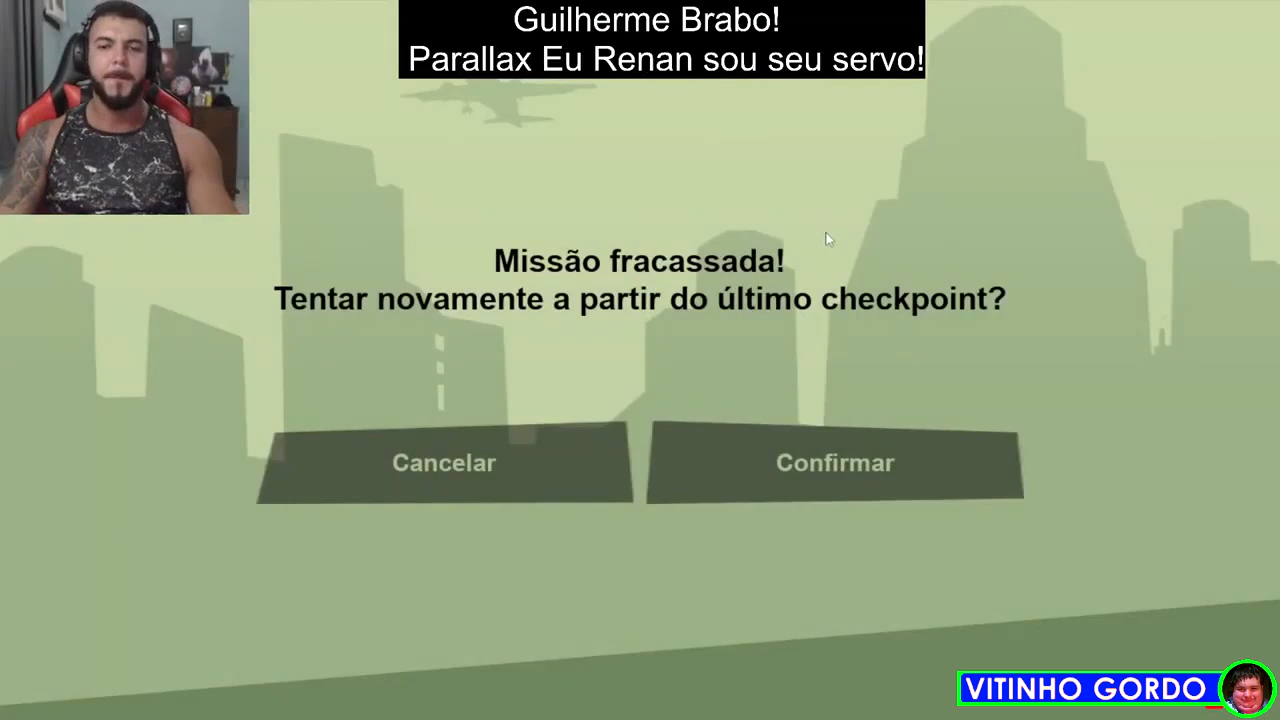 Guilherme Brabo!
Parallax Eu Renan sou seu servo!
Missão fracassada!
Tentar novamente a partir do último checkpoint?
Cancelar
Confirmar
VITINHO GORDO